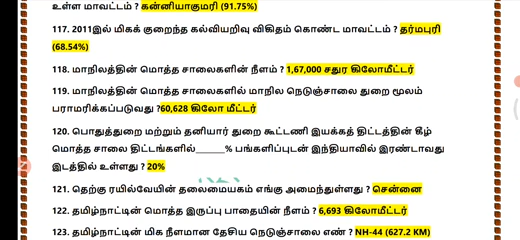 உள்ள மாவட்டம் ? கன்னியாகுமரி (91.75%)
117. 2011இல் மிகக் குறைந்த கல்வியறிவு விகிதம் கொண்ட மாவட்டம் ? தர்மபுரி
(68.54%)
118. மாநிலத்தின் மொத்த சாலைகளின் நீளம் ? 1,67,000 சதுர கிலோமீட்டர்
119. மாநிலத்தின் மொத்த சாலைகளில் மாநில நெடுஞ்சாலை துறை மூலம்
பராமரிக்கப்படுவது ?60,628 கிலோ மீட்டர்
120. பொதுத்துறை மற்றும் தனியார் துறை கூட்டணி இயக்கத் திட்டத்தின் கீழ்
மொத்த சாலை திட்டங்களில்______% பங்களிப்புடன் இந்தியாவில் இரண்டாவது
இடத்தில் உள்ளது ? 20%
121. தெற்கு ரயில்வேயின் தலைமையகம் எங்கு அமைந்துள்ளது ? சென்னை
122. தமிழ்நாட்டின் மொத்த இருப்பு பாதையின் நீளம் ? 6,693 கிலோமீட்டர்
123. தமிழ்நாட்டின் மிக நீளமான தேசிய நெடுஞ்சாலை எண் ? NH-44 (627.2 KM)